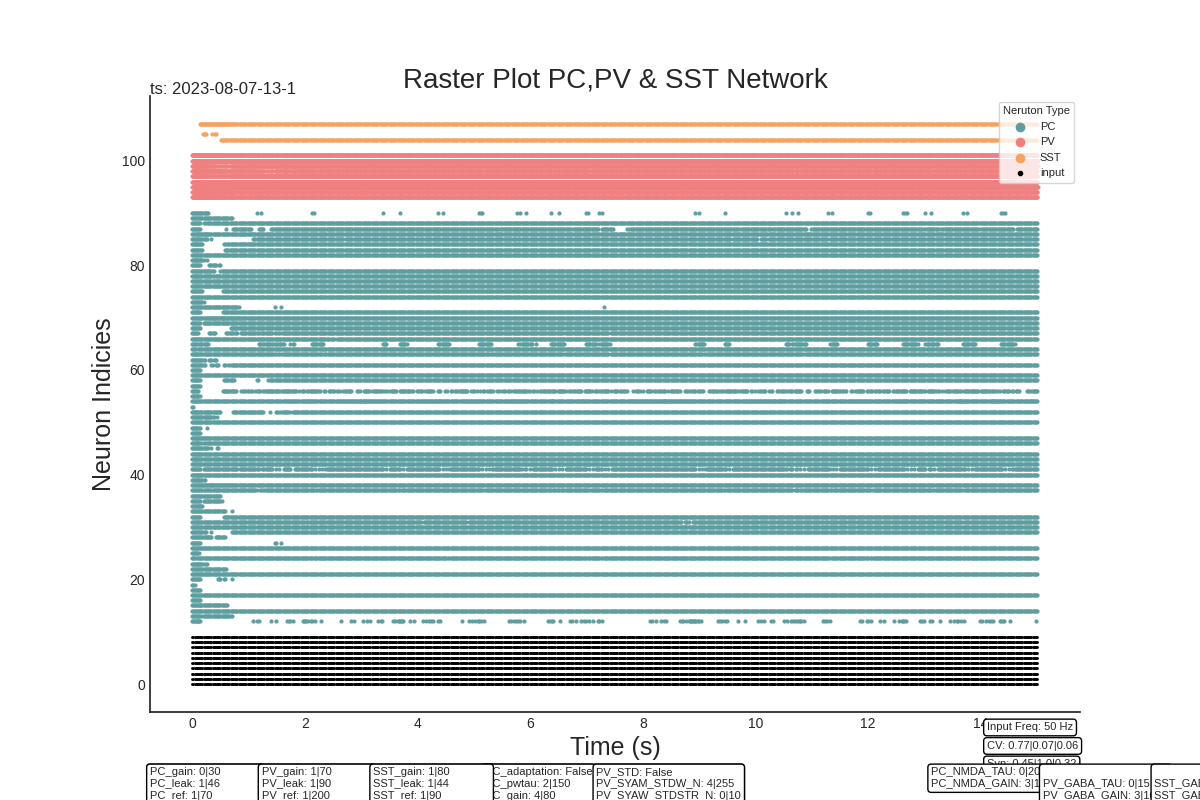 Raster Plot PC,PV & SST Network
ts: 2023-08-07-13-1
Neruton Type
PC
PV
SST
input
Neuron Indicies
100
80
60
40
20
0
0 2 4 6 8 10 12
Time (s)
Input Freq: 50 Hz
CV: 0.77|0.07|0.06
PC_gain: 0|30
PC_leak: 1|46
PC_ref: 1|70
PV_gain: 1|70
PV_leak: 1|90
PV_ref: 1|200
SST_gain: 1|80
SST_leak: 1|44
SST_ref: 1|90
C_adaptation: False
C_pwtau: 2|150
C_gain: 4|80
PV_STD: False
PV_SYAM_STDW_N: 4|255
PV_SYAW_STDSTR_N: 0|10
PC_NMDA_TAU: 0|20
PC_NMDA_GAIN: 3|1
PV_GABA_TAU: 0|15
PV_GABA_GAIN: 3|1
SST_GA
SST_GA